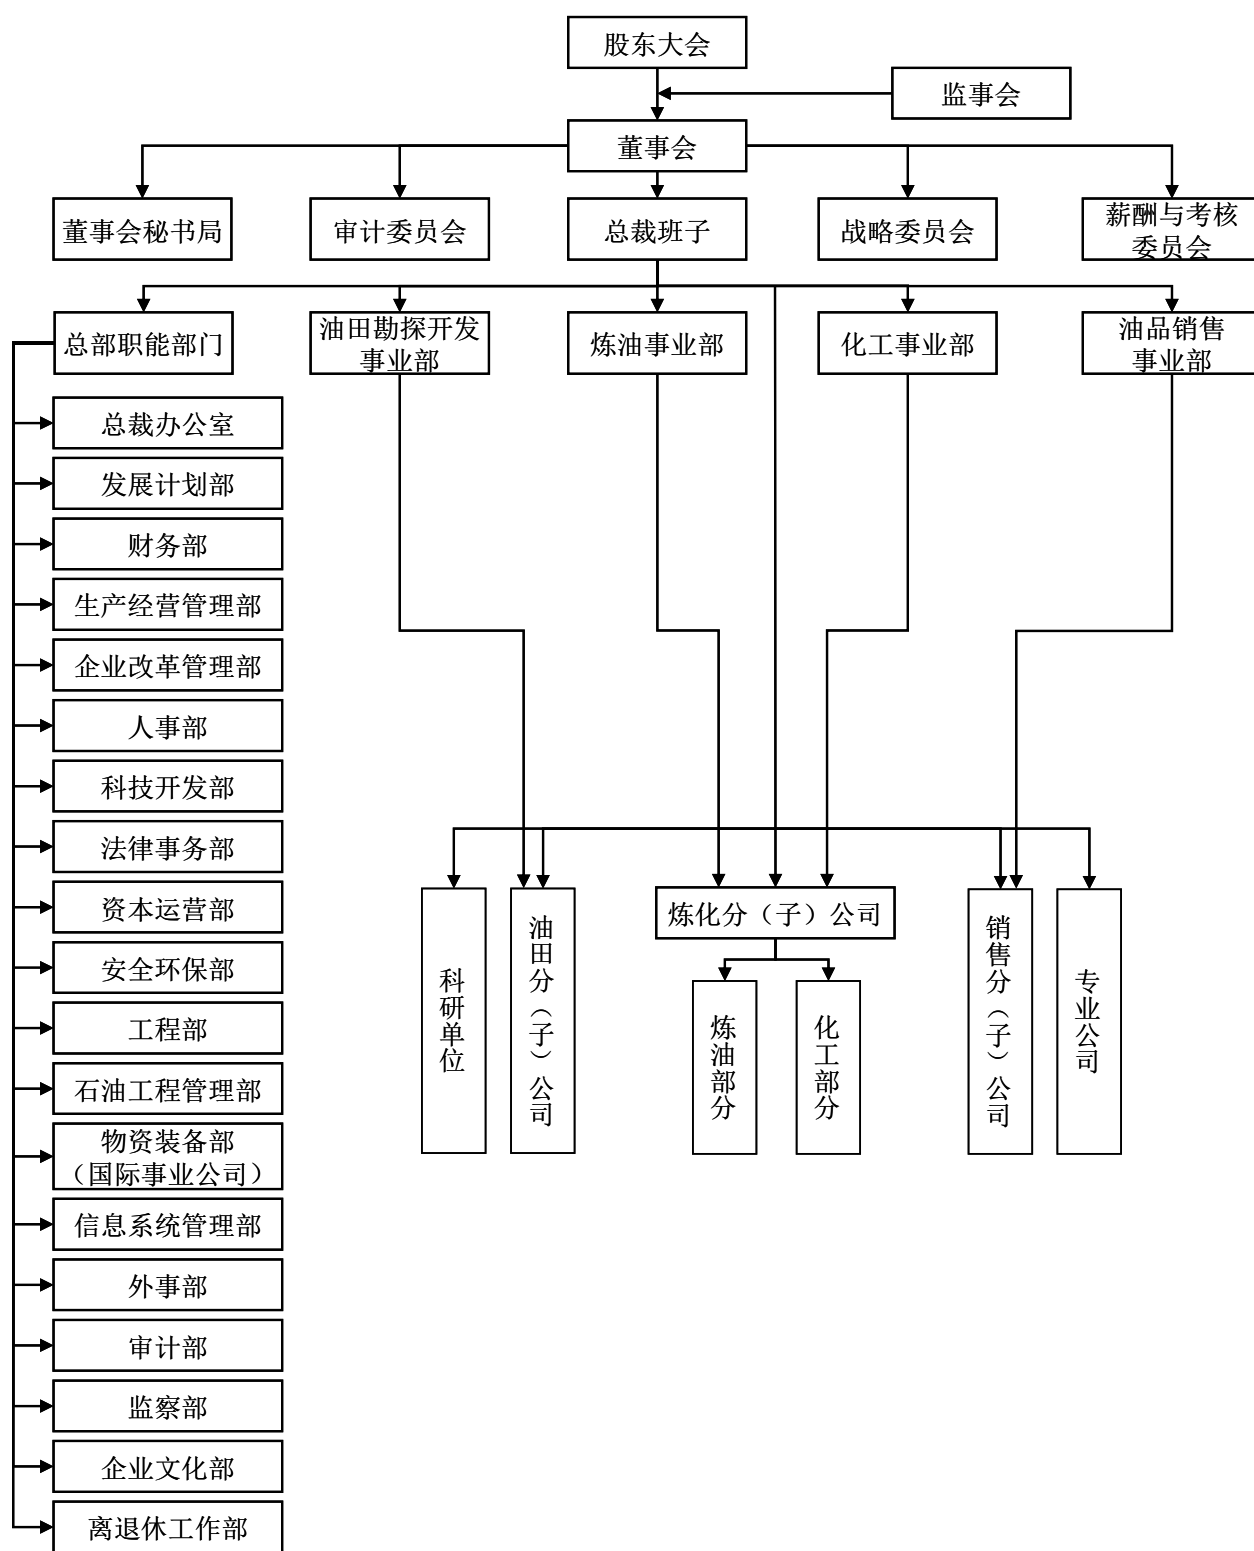 股东大会
监事会
董事会
董事会秘书局
审计委员会
总裁班子
战略委员会
薪酬与考核
委员会
总部职能部门
油田勘探开发
事业部
炼油事业部
化工事业部
油品销售
事业部
总裁办公室
发展计划部
财务部
生产经营管理部
企业改革管理部
人事部
科技开发部
法律事务部
资本运营部
安全环保部
工程部
石油工程管理部
物资装备部
（国际事业公司）
信息系统管理部
外事部
审计部
监察部
企业文化部
离退休工作部
科研单位
油田分（子）公司
炼化分（子）公司
炼油部分
化工部分
销售分（子）公司
专业公司